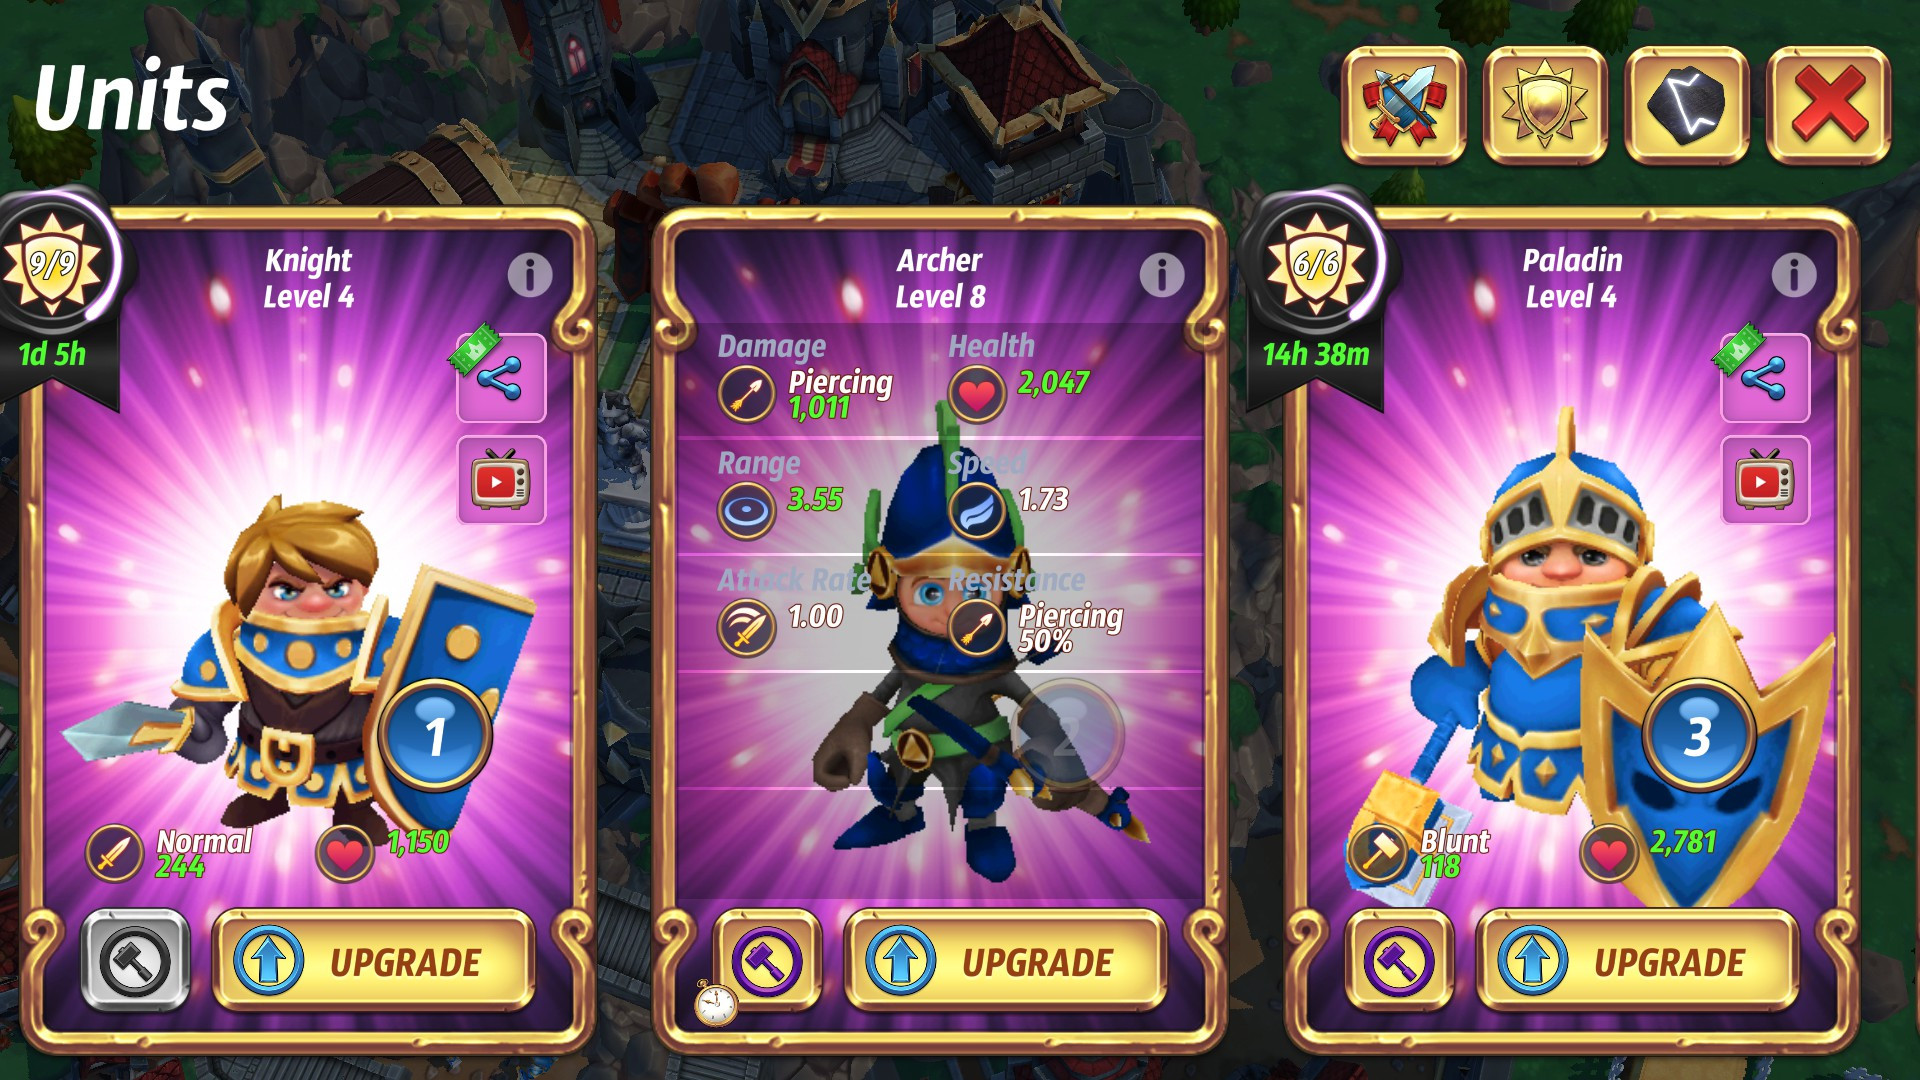 Units
9/9
1d 5h
Knight
Level 4
1
Normal
244
1,150
UPGRADE
Archer
Level 8
Damage
Piercing
1,011
Health
2,047
Range
3.55
Speed
1.73
Attack Rate
1.00
Resistance
Piercing
50%
2
UPGRADE
6/6
14h 38m
Paladin
Level 4
3
Blunt
118
2,781
UPGRADE